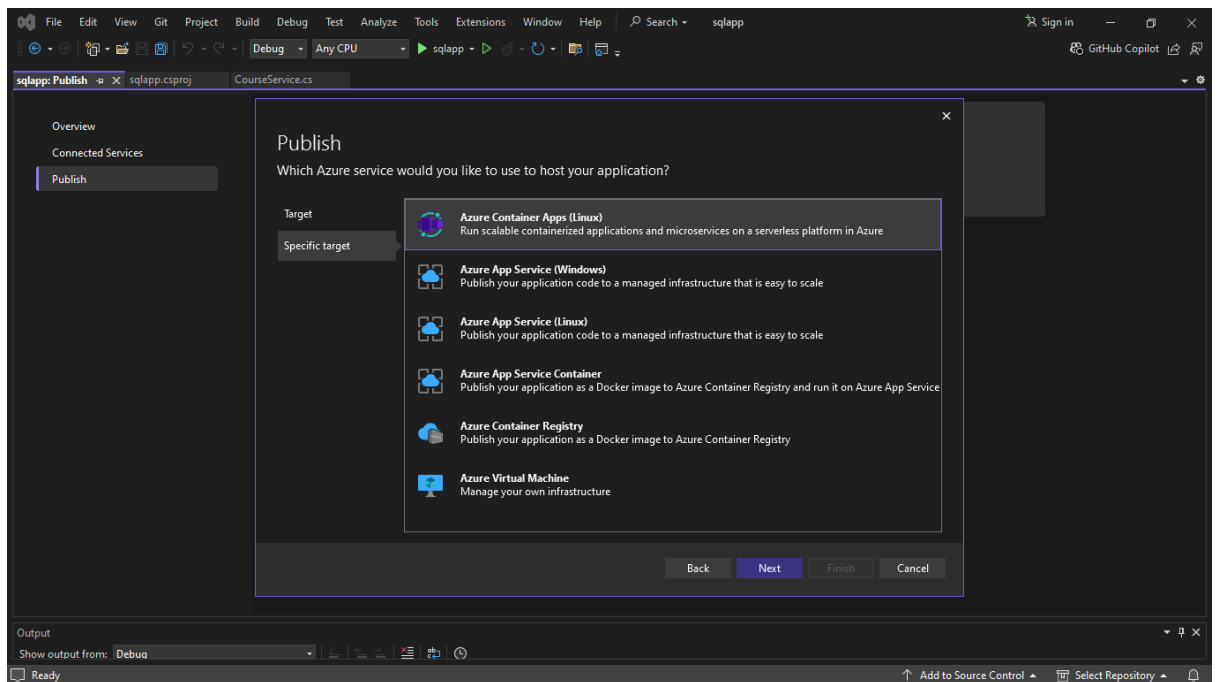 File Edit View Git Project Build Debug Test Analyze Tools Extensions Window Help Search sqlapp Sign in
Debug Any CPU sqlapp GitHub Copilot
sqlapp: Publish sqlapp.csproj CourseService.cs
Overview
Connected Services
Publish
Publish
Which Azure service would you like to use to host your application?
Target
Specific target
Azure Container Apps (Linux)
Run scalable containerized applications and microservices on a serverless platform in Azure
Azure App Service (Windows)
Publish your application code to a managed infrastructure that is easy to scale
Azure App Service (Linux)
Publish your application code to a managed infrastructure that is easy to scale
Azure App Service Container
Publish your application as a Docker image to Azure Container Registry and run it on Azure App Service
Azure Container Registry
Publish your application as a Docker image to Azure Container Registry
Azure Virtual Machine
Manage your own infrastructure
Back Next Finish Cancel
Output
Show output from: Debug
Ready Add to Source Control Select Repository